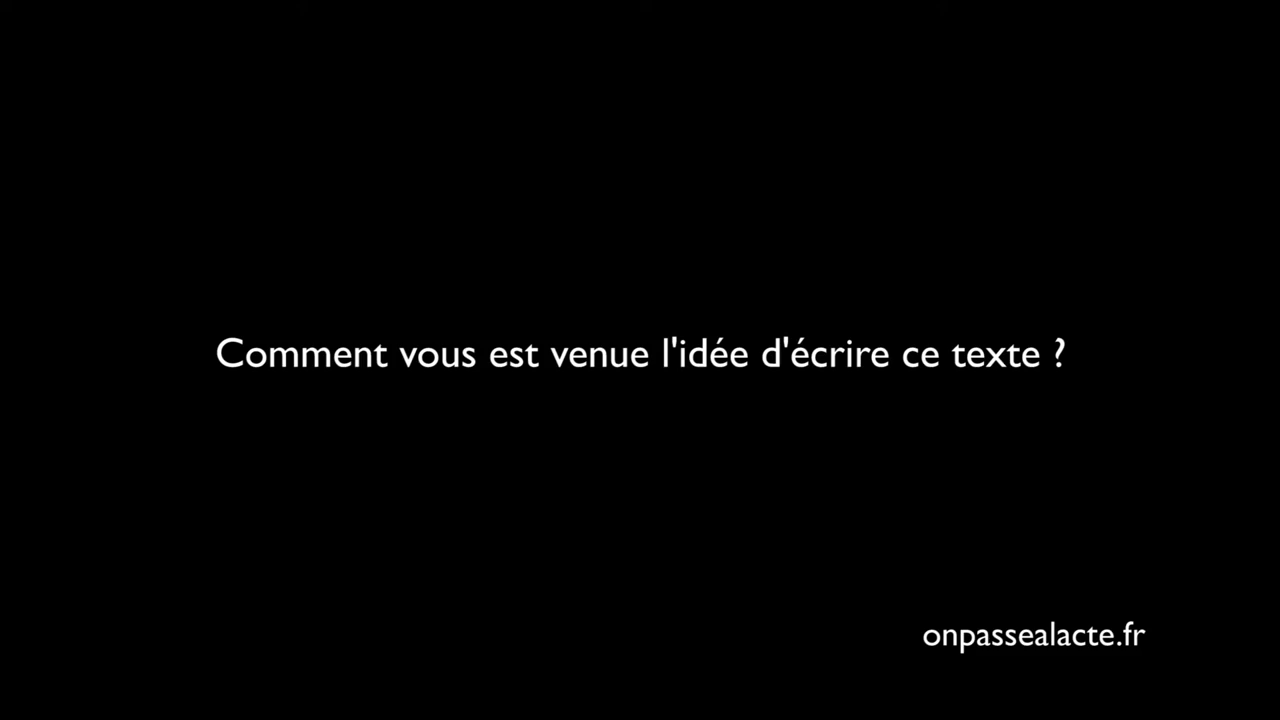 Comment vous est venue l'idée d'écrire ce texte ?
onpassealacte.fr